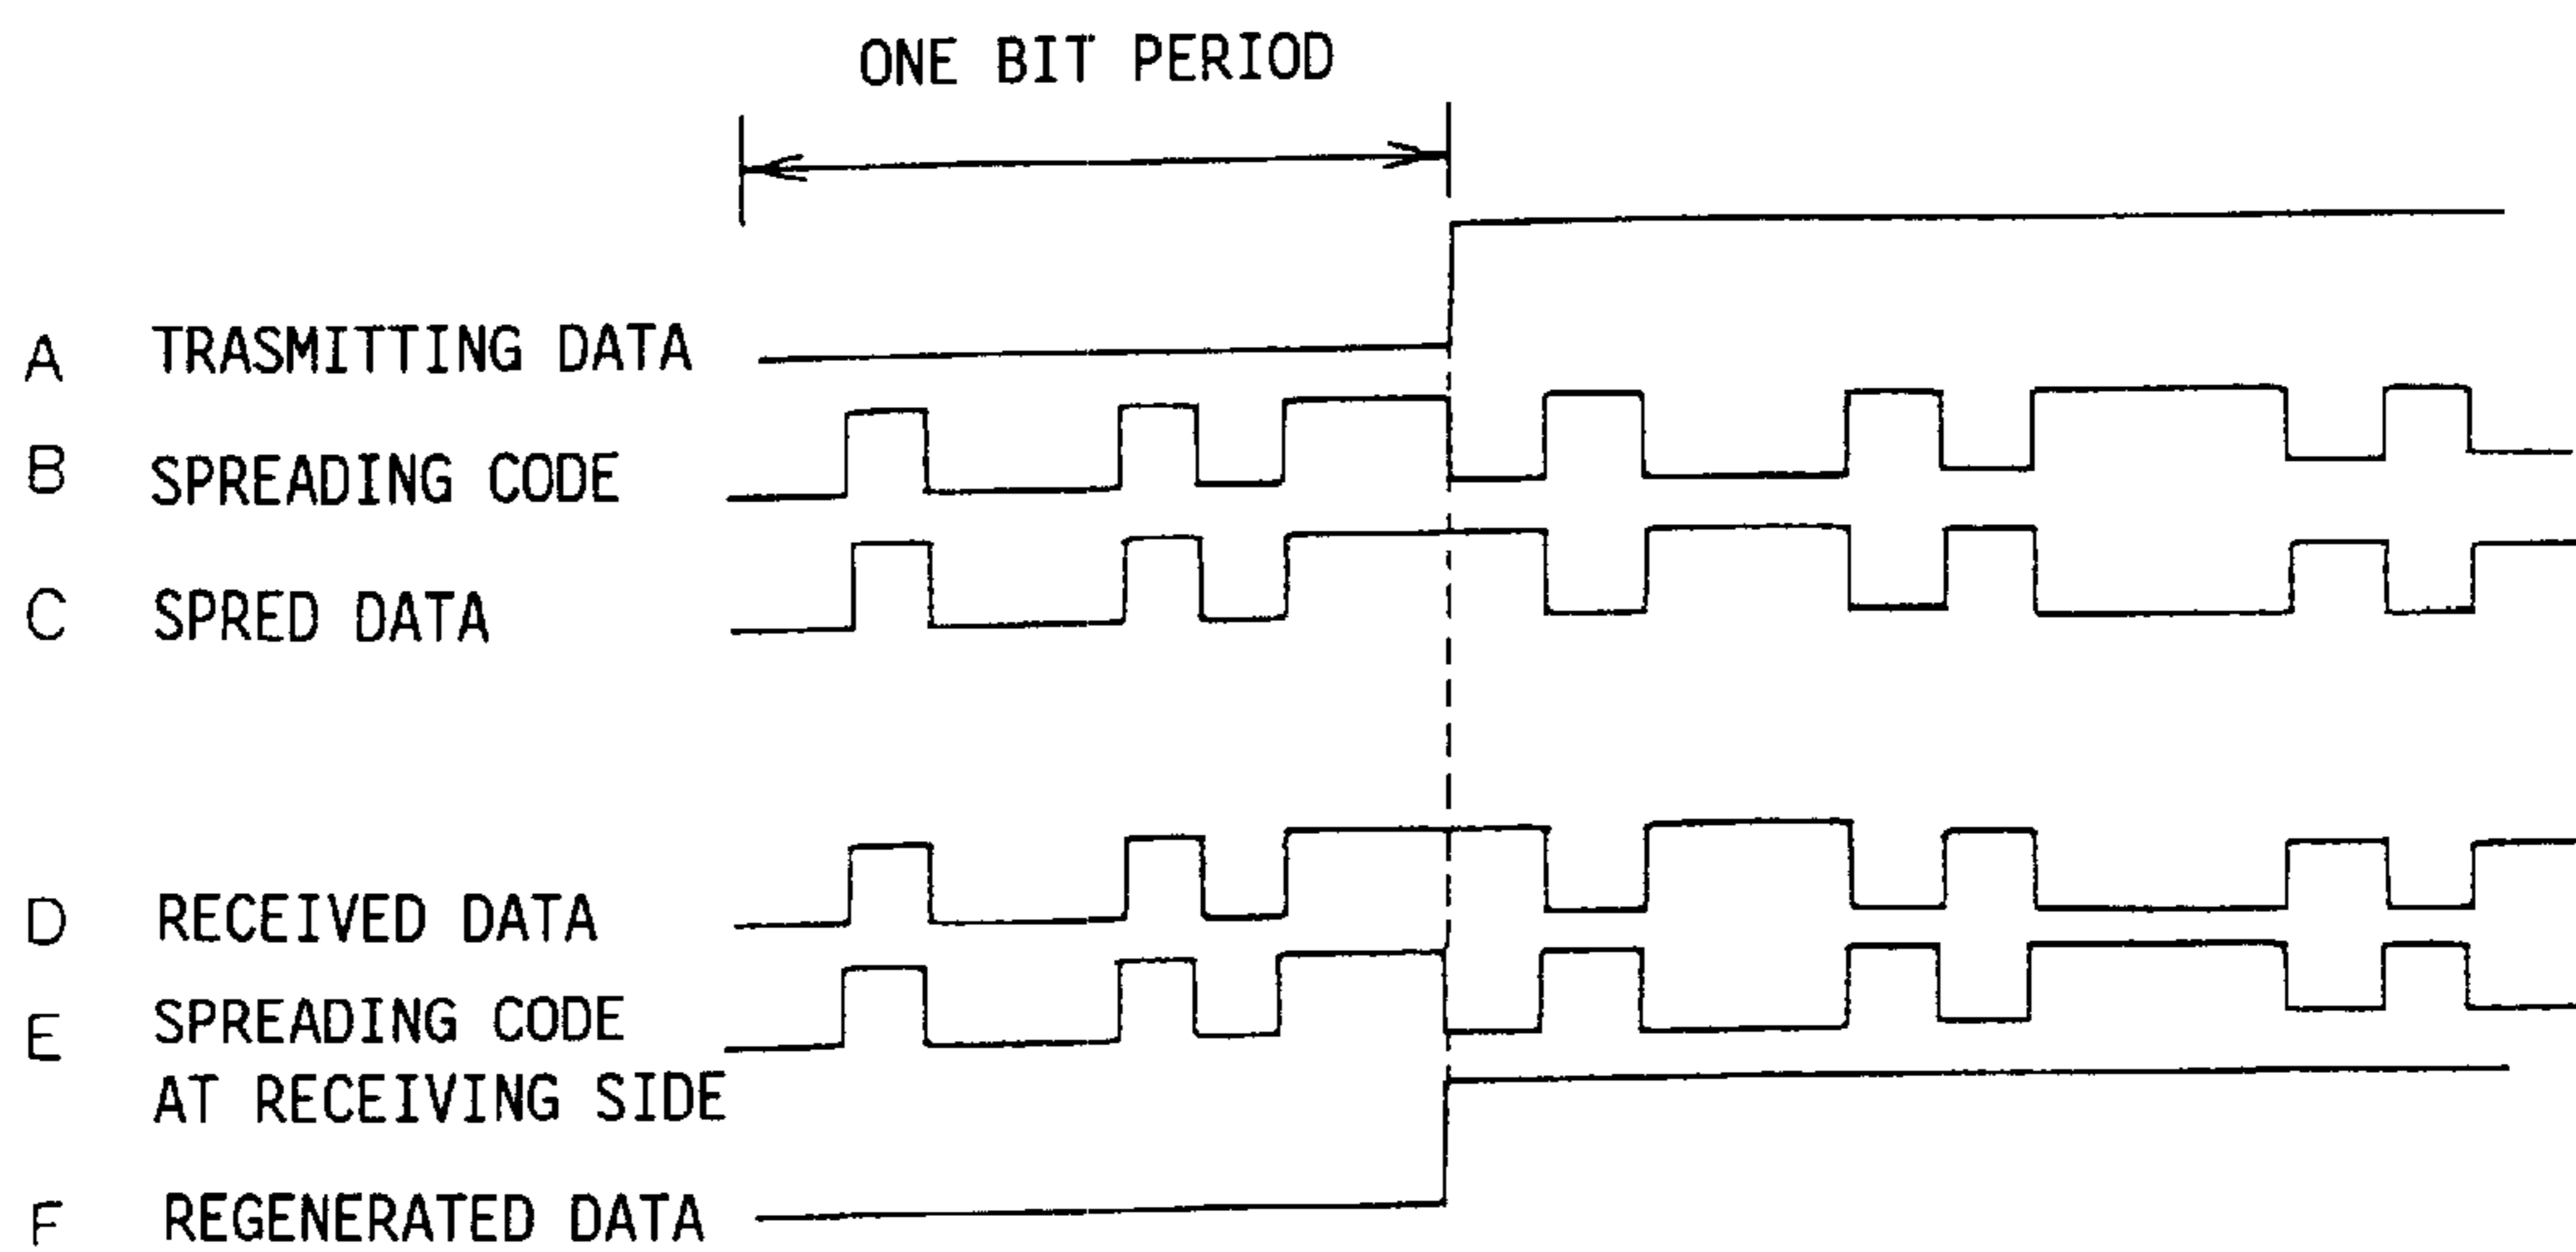 ONE BIT PERIOD
A TRASMITTING DATA
B SPREADING CODE
C SPRED DATA
D RECEIVED DATA
E SPREADING CODE
AT RECEIVING SIDE
F REGENERATED DATA